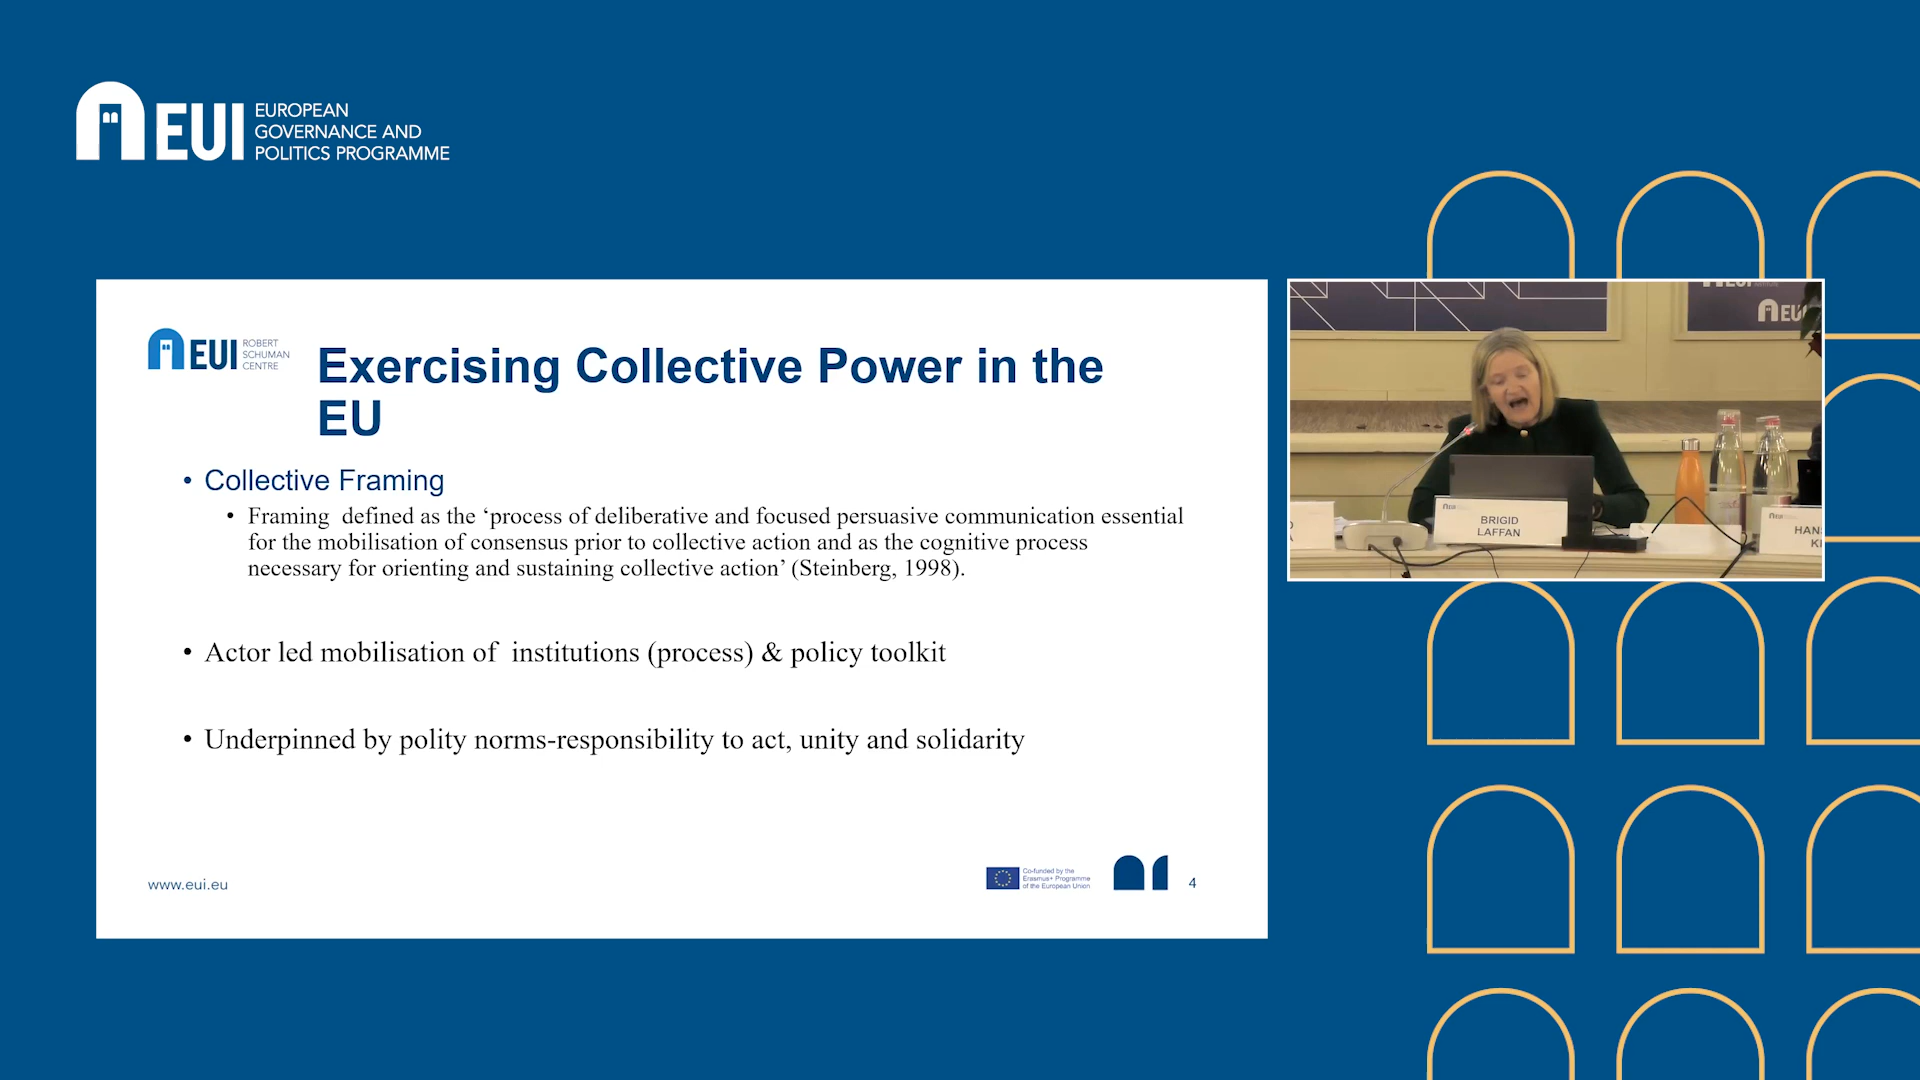 EUI
EUROPEAN
GOVERNANCE AND
POLITICS PROGRAMME
EUI
ROBERT
SCHUMAN
CENTRE
Exercising Collective Power in the
EU
• Collective Framing
• Framing defined as the ‘process of deliberative and focused persuasive communication essential
for the mobilisation of consensus prior to collective action and as the cognitive process
necessary for orienting and sustaining collective action’ (Steinberg, 1998).
• Actor led mobilisation of institutions (process) & policy toolkit
• Underpinned by polity norms-responsibility to act, unity and solidarity
www.eui.eu
Co-funded by the
Erasmus+ Programme
of the European Union
4
EUI
BRIGID
LAFFAN
HANS